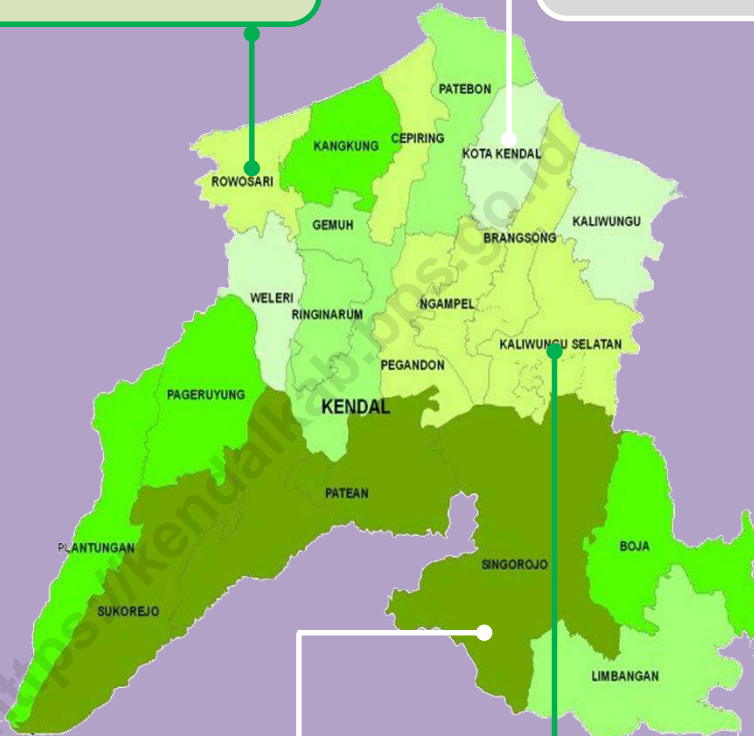 PATEBON
CEPIRING
KANGKUNG
KOTA KENDAL
ROWOSARI
KALIWUNGU
GEMUH
BRANGSONG
WELERI
NGAMPEL
RINGINARUM
KALIWUNGU SELATAN
PEGANDON
PAGERUYUNG
KENDAL
PATEAN
PLANTUNGAN
BOJA
SINGOROJO
SUKOREJO
LIMBANGAN
https://kendalkab.bps.go.id